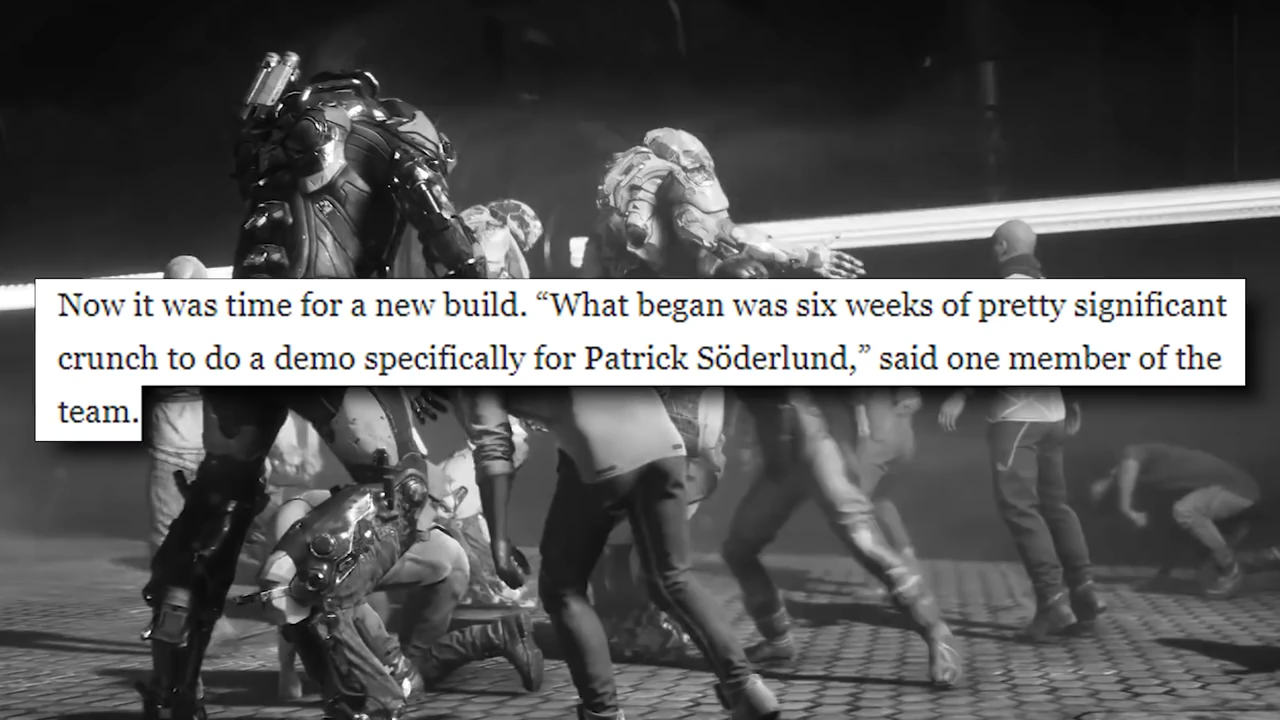 Now it was time for a new build. “What began was six weeks of pretty significant
crunch to do a demo specifically for Patrick Söderlund,” said one member of the
team.